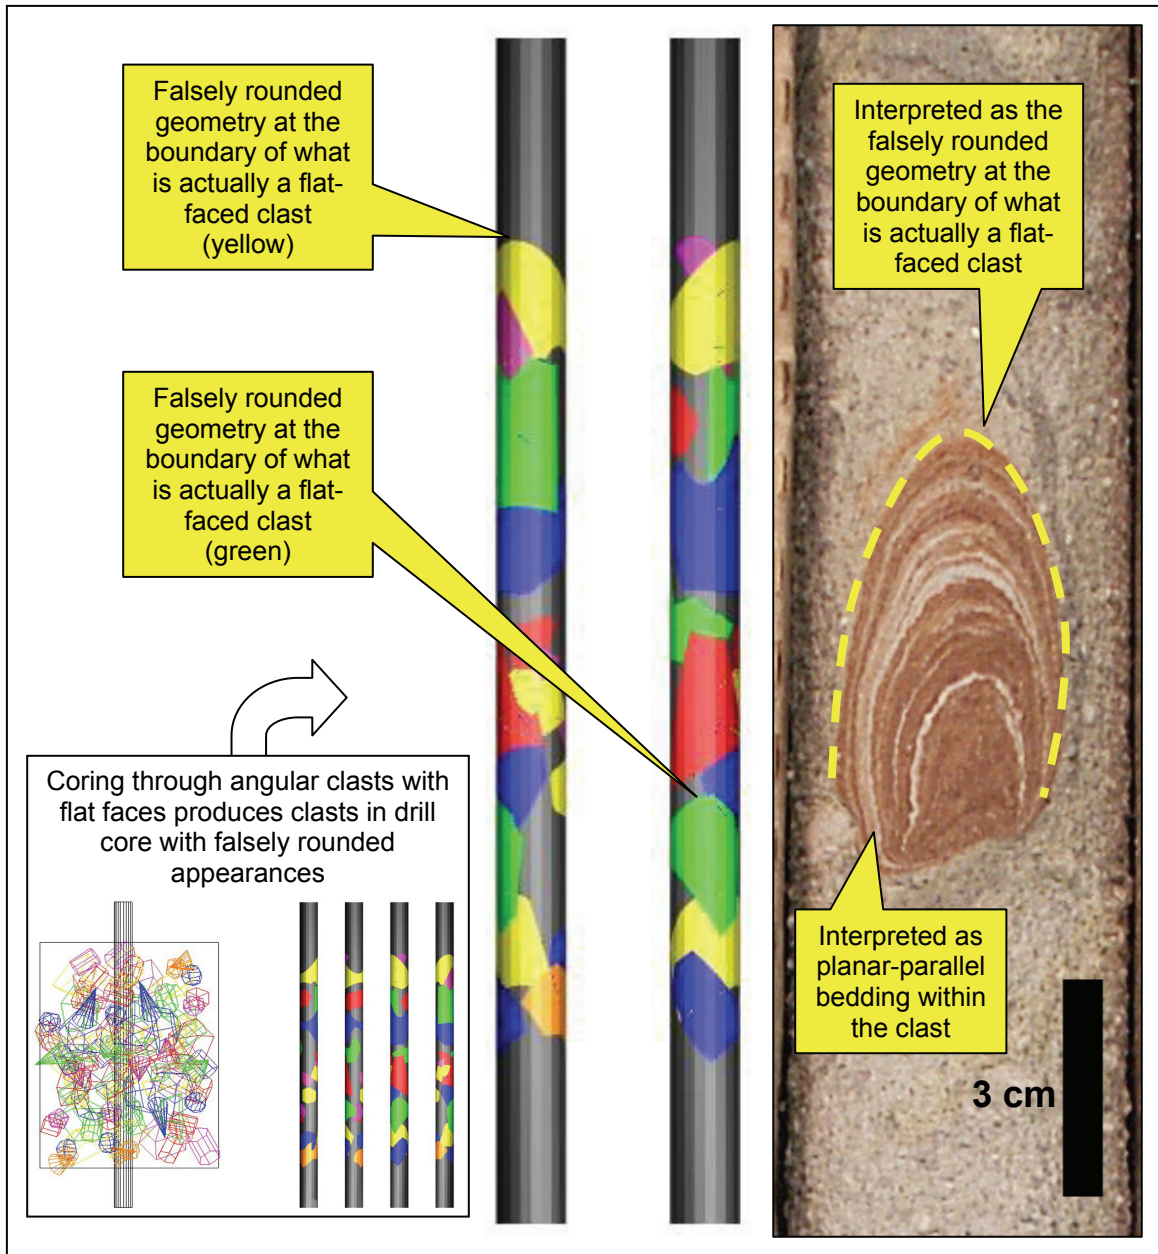 Falsely rounded
geometry at the
boundary of what
is actually a flat-
faced clast
(yellow)
Falsely rounded
geometry at the
boundary of what
is actually a flat-
faced clast
(green)
Coring through angular clasts with
flat faces produces clasts in drill
core with falsely rounded
appearances
Interpreted as the
falsely rounded
geometry at the
boundary of what
is actually a flat-
faced clast
Interpreted as
planar-parallel
bedding within
the clast
3 cm